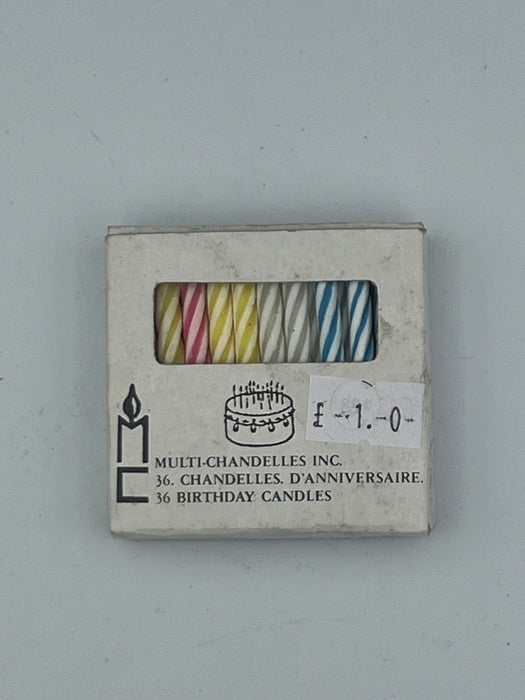 £ -1.-0-
MULTI-CHANDELLES INC.
36. CHANDELLES. D'ANNIVERSAIRE.
36 BIRTHDAY CANDLES